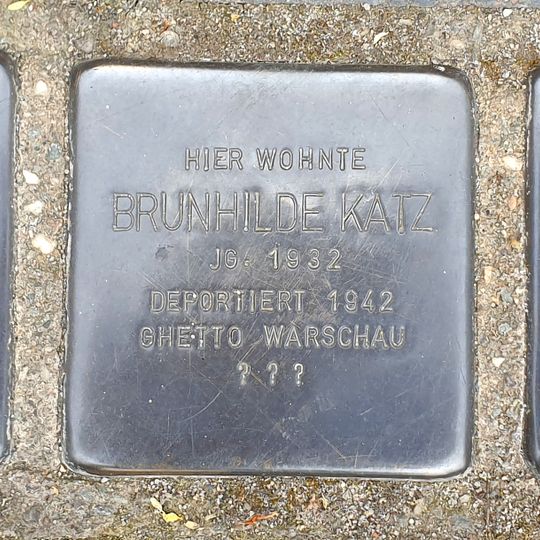 HIER WOHNTE
BRUNHILDE KATZ
JG. 1932
DEPORTIERT 1942
GHETTO WARSCHAU
? ? ?